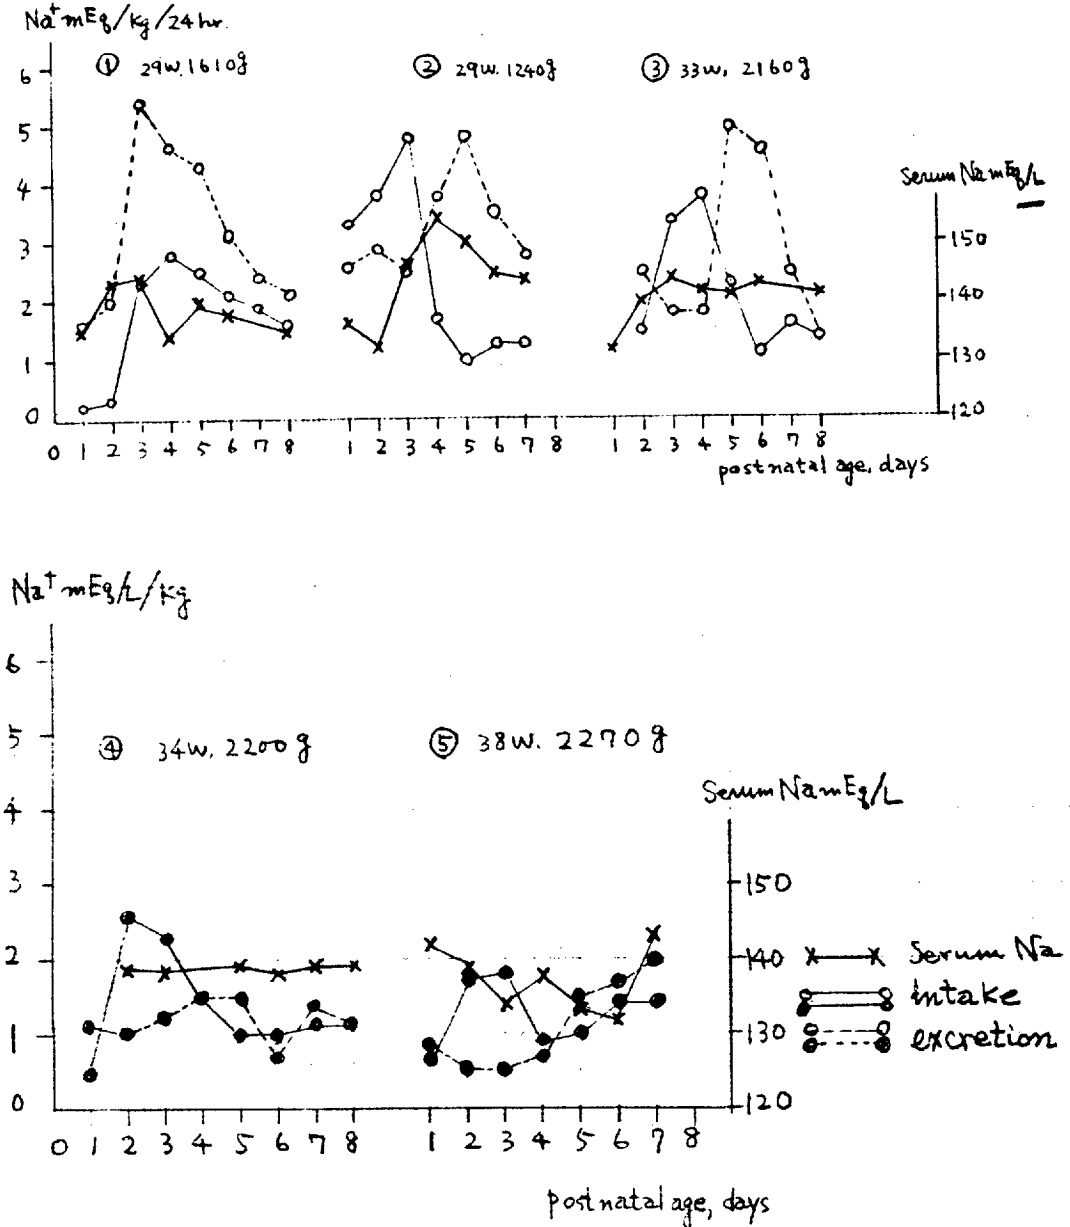 Na⁺ mEq/kg/24hr.
① 29w. 1610g ② 29w. 1240g ③ 33w. 2160g
6
5
4
3
2
1
0
Serum Na mEq/L
150
140
130
120
0 1 2 3 4 5 6 7 8 1 2 3 4 5 6 7 8 1 2 3 4 5 6 7 8
postnatal age, days
Na⁺ mEq/L/kg
6
5
4
3
2
1
0
④ 34w. 2200g ⑤ 38w. 2270g
Serum Na mEq/L
150
140
130
120
Serum Na
intake
excretion
0 1 2 3 4 5 6 7 8 1 2 3 4 5 6 7 8
postnatal age, days